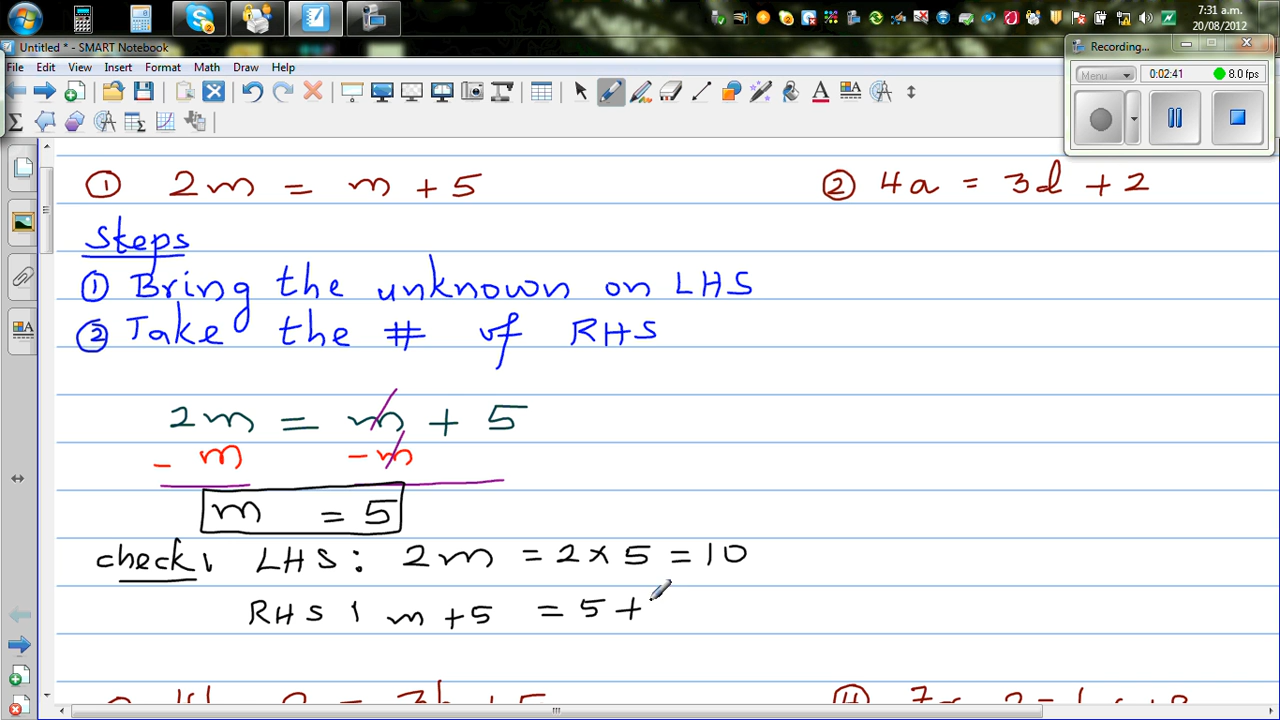 7:31 a.m.
20/08/2012
Untitled * - SMART Notebook
File Edit View Insert Format Math Draw Help
Recording...
Menu 0:02:41 8.0 fps
① 2m = m + 5 ② 4a = 3d + 2
Steps
① Bring the unknown on LHS
② Take the # of RHS
2m = m + 5
- m - m
m = 5
check: LHS: 2m = 2 × 5 = 10
RHS: m + 5 = 5 +